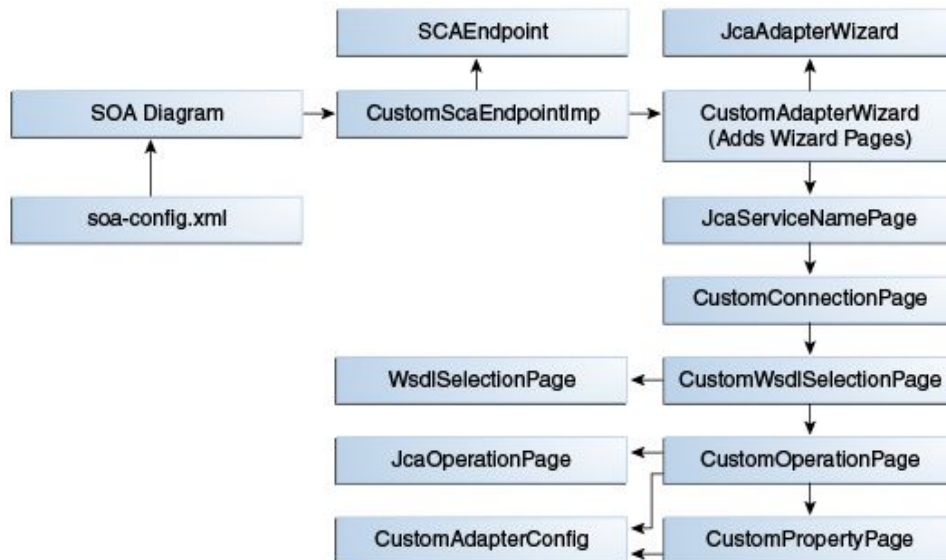 SCAEndpoint
JcaAdapterWizard
SOA Diagram
CustomScaEndpointImp
CustomAdapterWizard
(Adds Wizard Pages)
soa-config.xml
JcaServiceNamePage
CustomConnectionPage
WsdlSelectionPage
CustomWsdlSelectionPage
JcaOperationPage
CustomOperationPage
CustomAdapterConfig
CustomPropertyPage